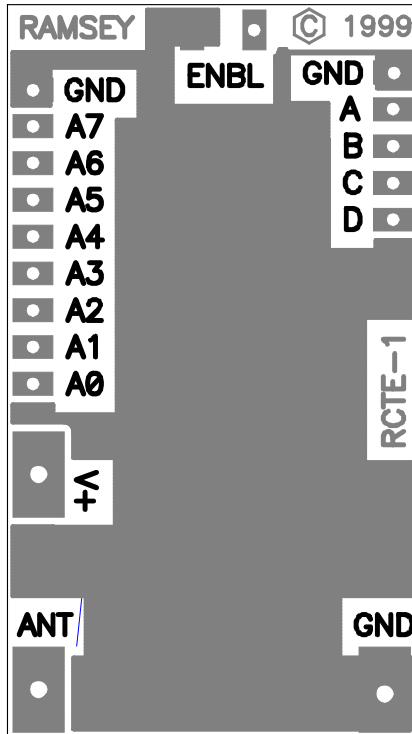 RAMSEY © 1999
ENBL
GND
A7
A6
A5
A4
A3
A2
A1
A0
V+
GND
A
B
C
D
RCTE-1
ANT
GND